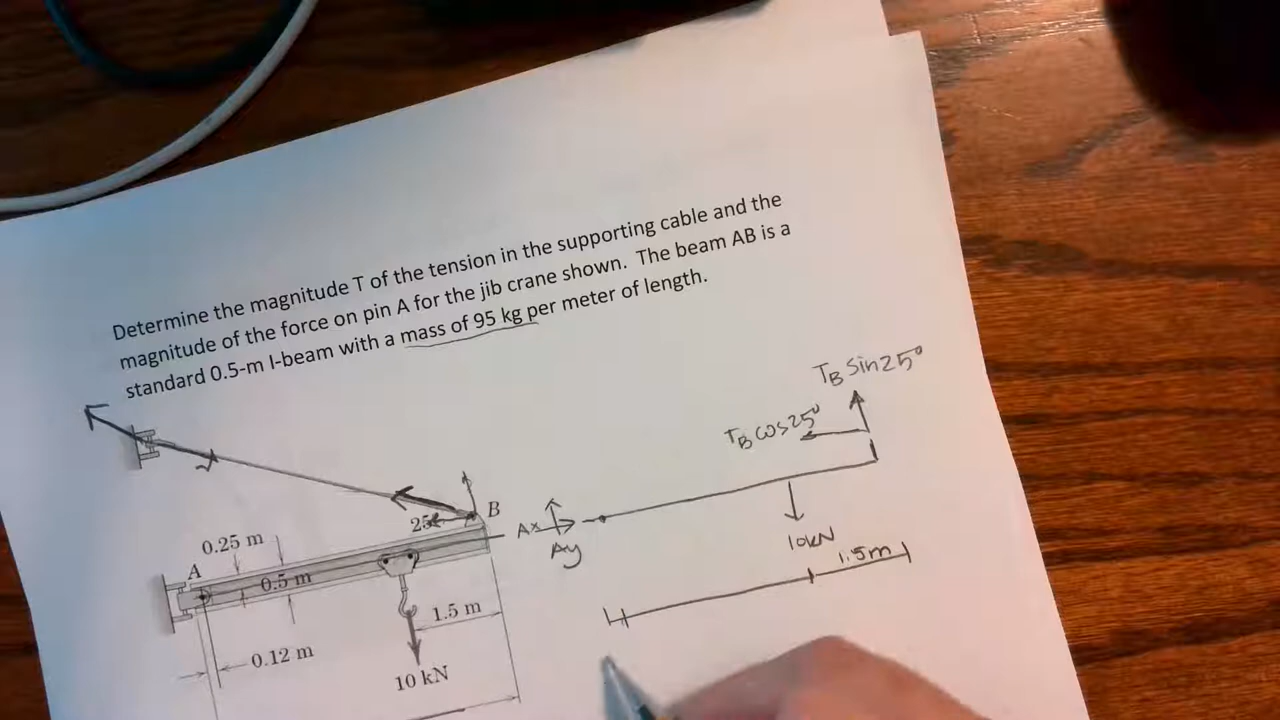 Determine the magnitude T of the tension in the supporting cable and the
magnitude of the force on pin A for the jib crane shown. The beam AB is a
standard 0.5-m I-beam with a mass of 95 kg per meter of length.
T_B sin25°
T_B cos25°
B
25
0.25 m
A
0.5 m
Ax
Ay
10kN
1.5m
1.5 m
0.12 m
10 kN